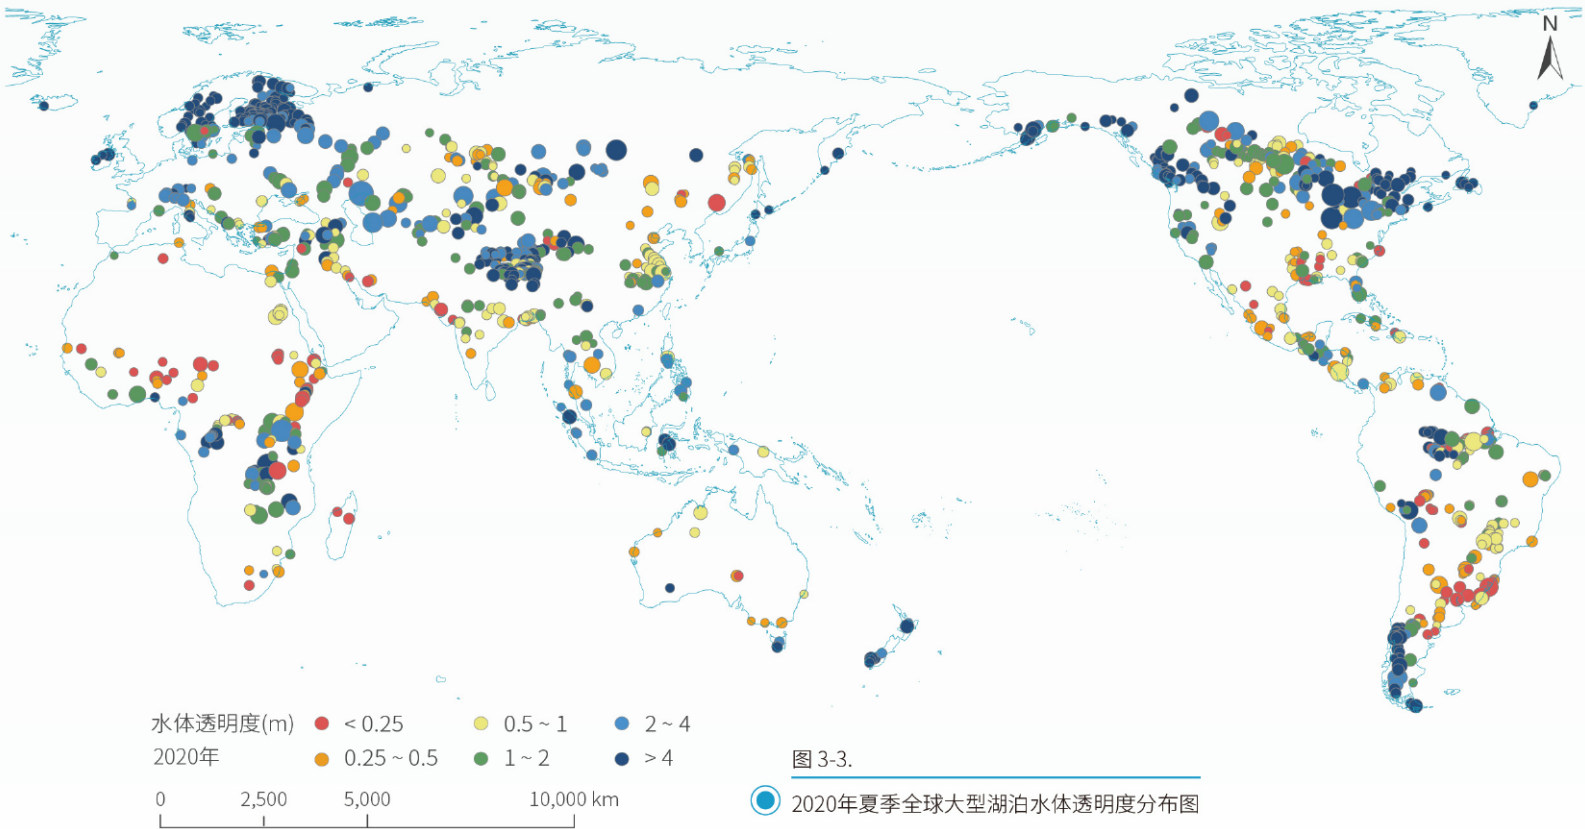 N
水体透明度(m)
2020年
< 0.25
0.5 ~ 1
2 ~ 4
0.25 ~ 0.5
1 ~ 2
> 4
0 2,500 5,000 10,000 km
图 3-3.
2020年夏季全球大型湖泊水体透明度分布图